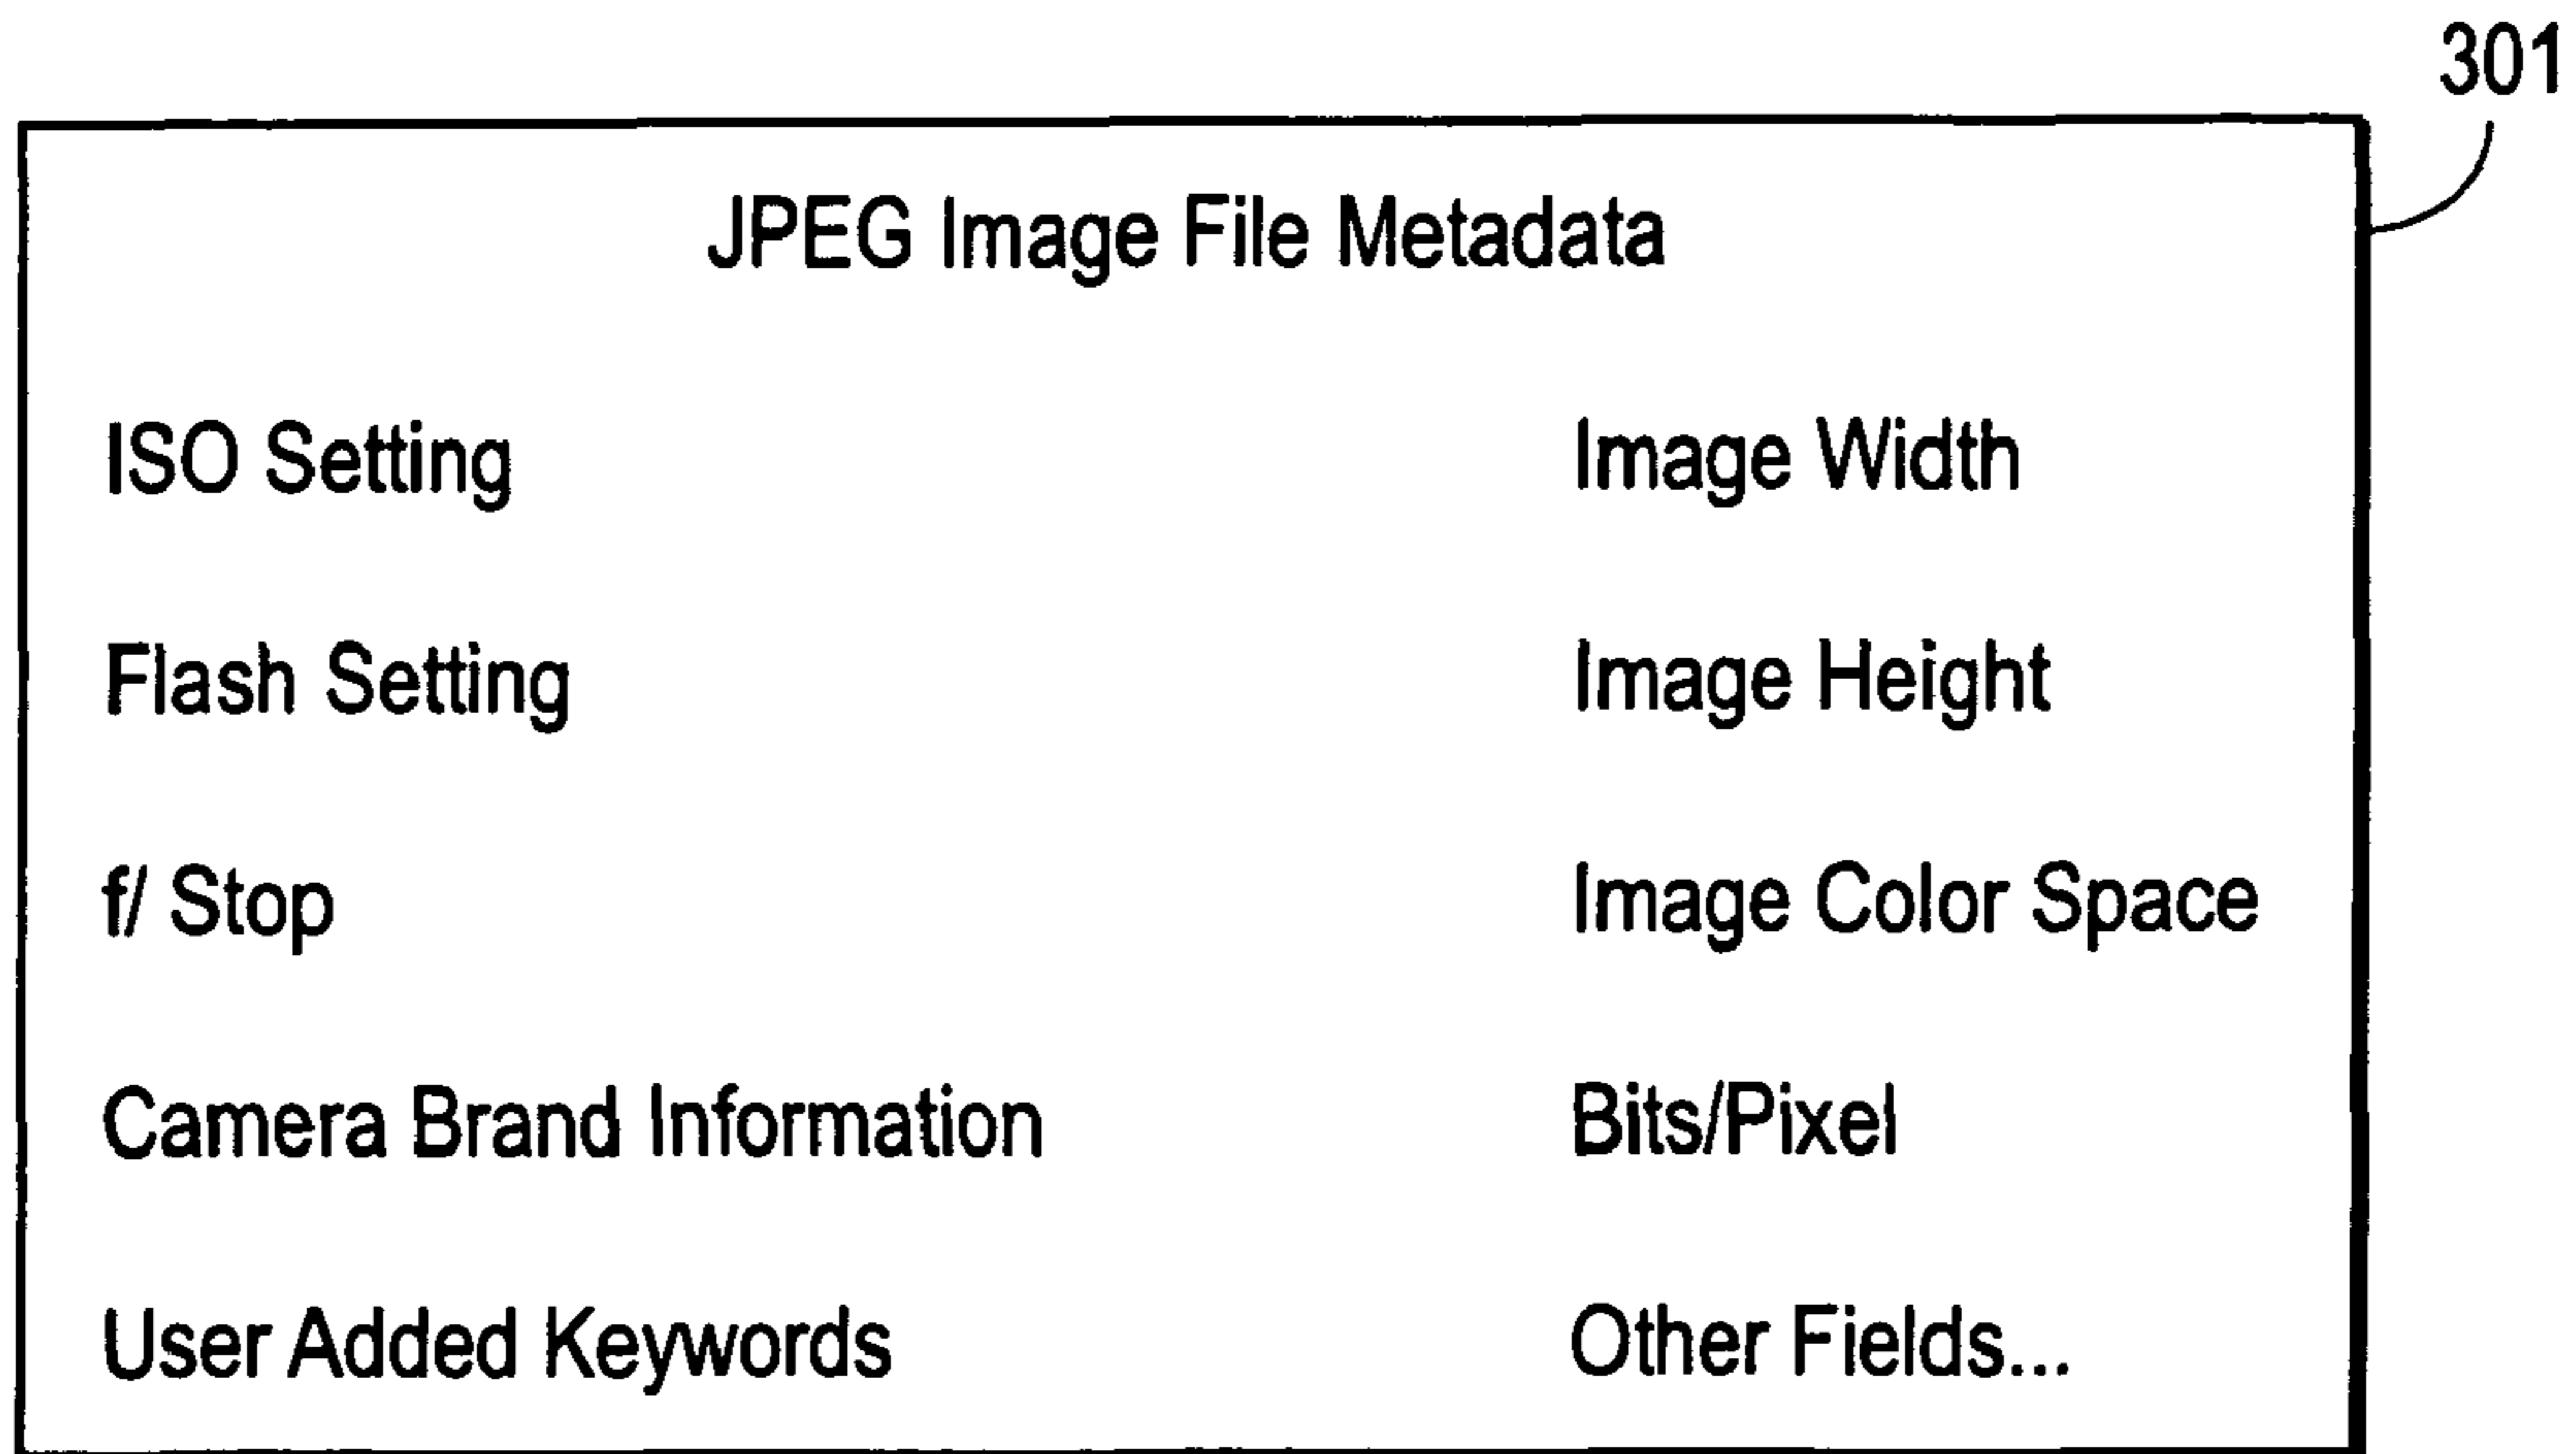 301
JPEG Image File Metadata
ISO Setting
Image Width
Flash Setting
Image Height
f/ Stop
Image Color Space
Camera Brand Information
Bits/Pixel
User Added Keywords
Other Fields...